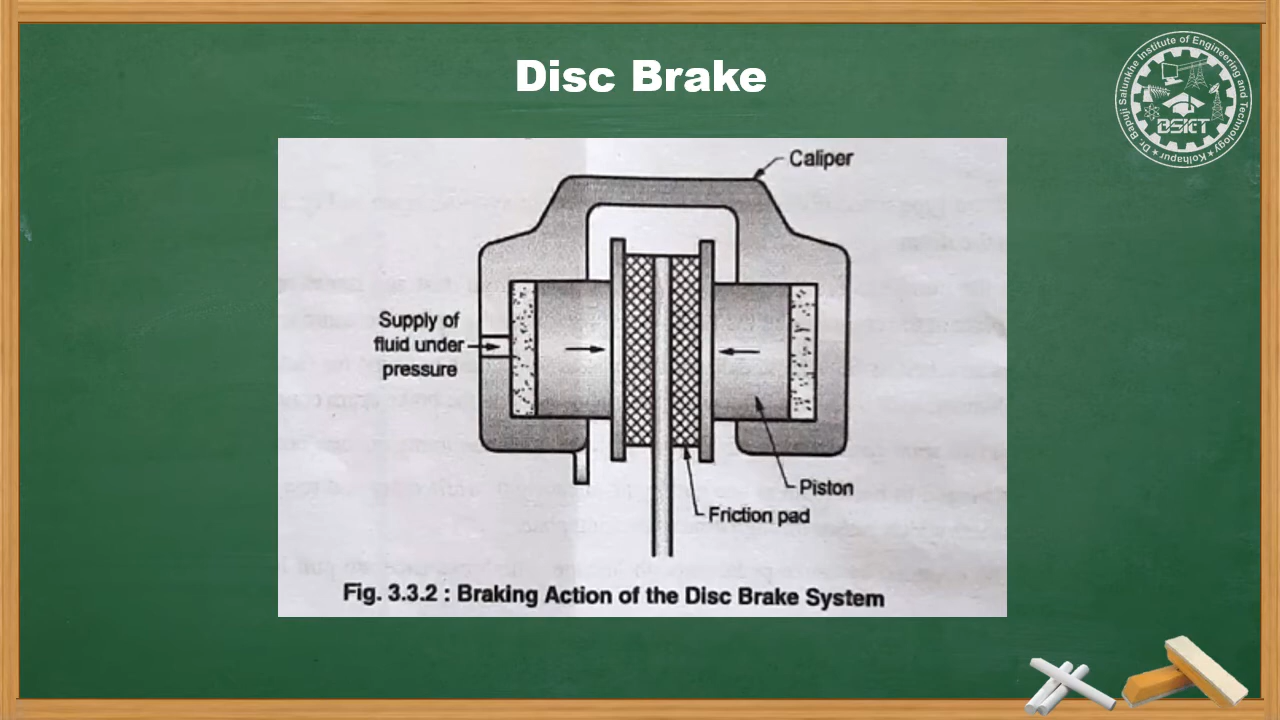 Disc Brake
Dr. Bapuji Salunkhe Institute of Engineering and Technology, Kolhapur
BSIET
Caliper
Supply of
fluid under
pressure
Piston
Friction pad
Fig. 3.3.2 : Braking Action of the Disc Brake System